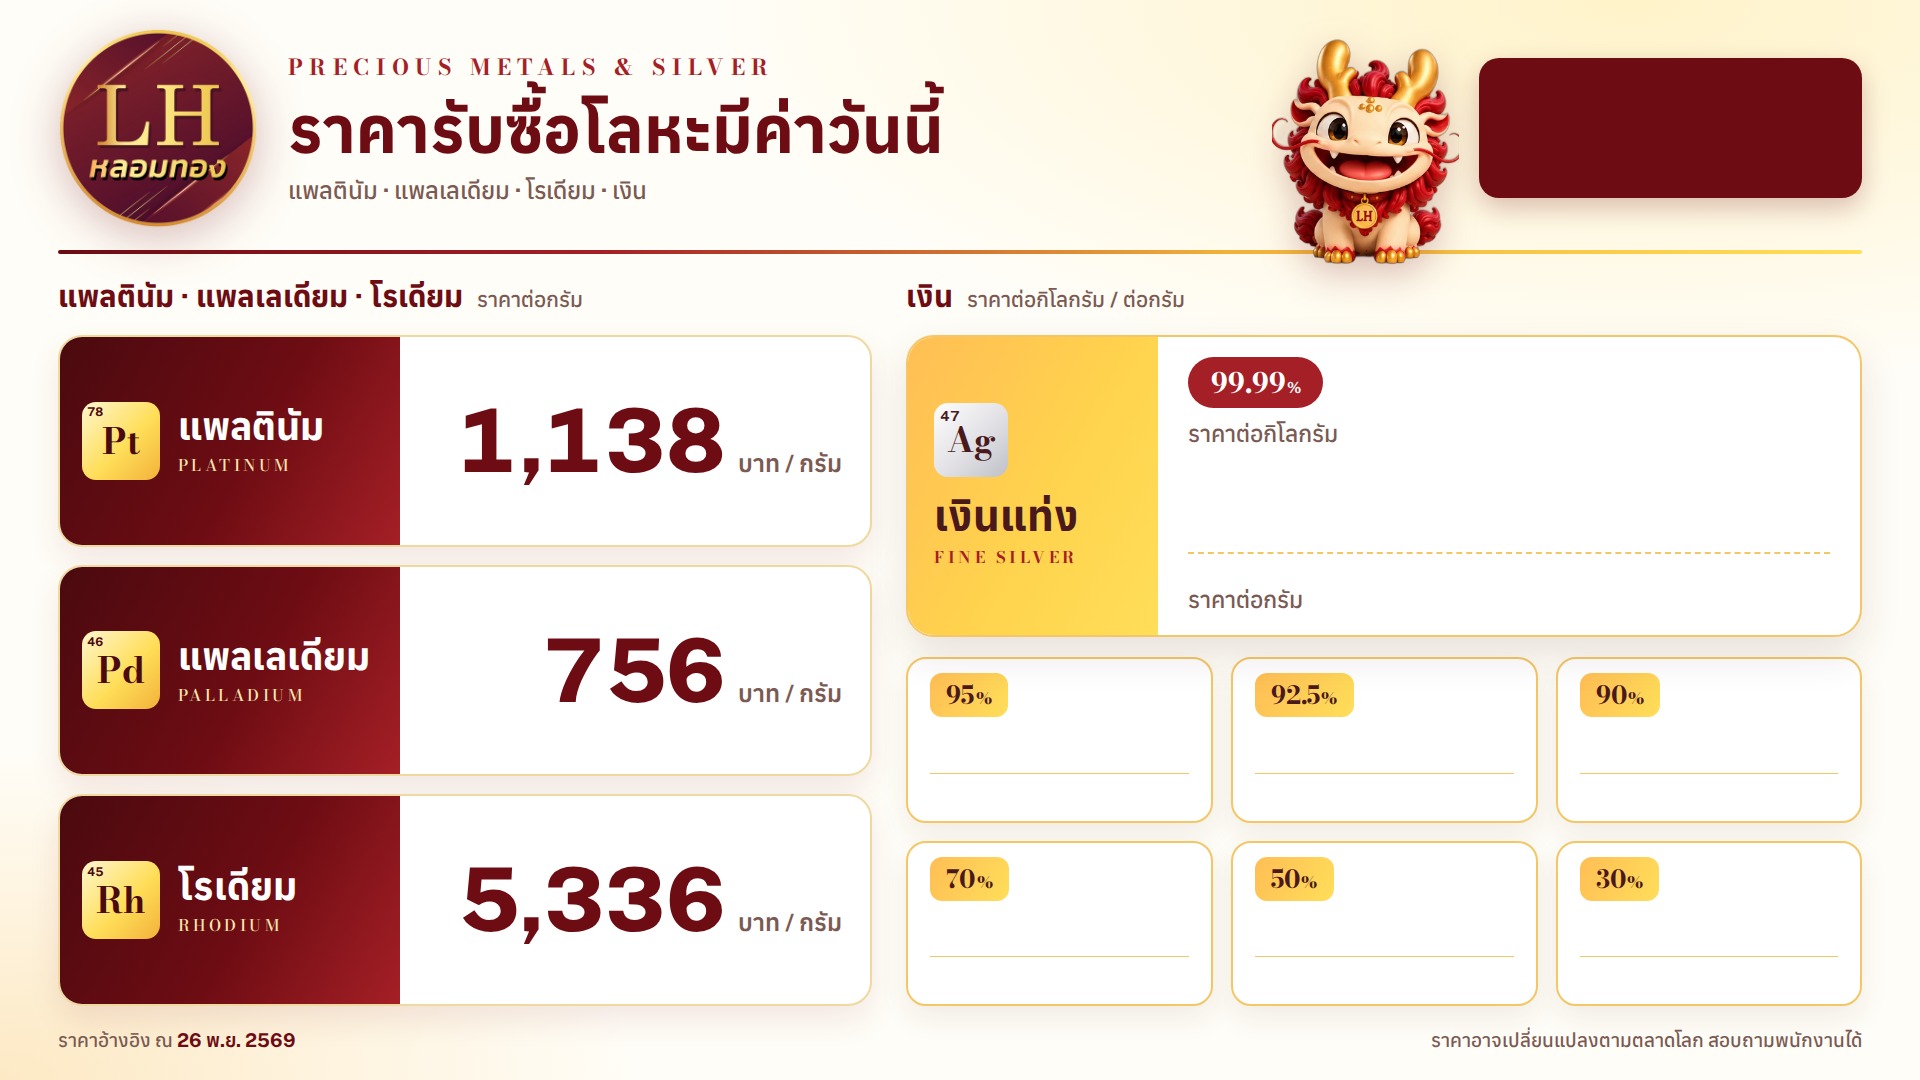 LH
หลอมทอง
PRECIOUS METALS & SILVER
ราคารับซื้อโลหะมีค่าวันนี้
แพลตินัม · แพลเลเดียม · โรเดียม · เงิน
LH
แพลตินัม · แพลเลเดียม · โรเดียม ราคาต่อกรัม
78
Pt
แพลตินัม
PLATINUM
1,138 บาท / กรัม
46
Pd
แพลเลเดียม
PALLADIUM
756 บาท / กรัม
45
Rh
โรเดียม
RHODIUM
5,336 บาท / กรัม
เงิน ราคาต่อกิโลกรัม / ต่อกรัม
47
Ag
เงินแท่ง
FINE SILVER
99.99%
ราคาต่อกิโลกรัม
ราคาต่อกรัม
95%
92.5%
90%
70%
50%
30%
ราคาอ้างอิง ณ 26 พ.ย. 2569
ราคาอาจเปลี่ยนแปลงตามตลาดโลก สอบถามพนักงานได้